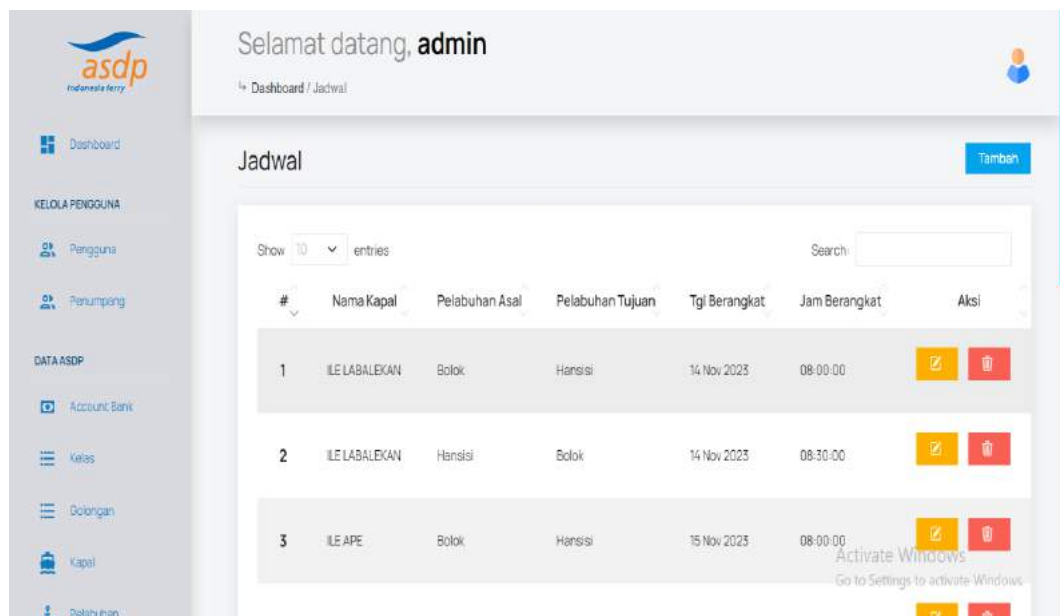 asdp
Indonesia ferry
Selamat datang, admin
Dashboard / Jadwal
Dashboard
KELOLA PENGGUNA
Pengguna
Penumpang
DATA ASDP
Account Bank
Kelas
Golongan
Kapal
Pelabuhan
Jadwal
Tambah
Show 10 entries
Search:
# Nama Kapal Pelabuhan Asal Pelabuhan Tujuan Tgl Berangkat Jam Berangkat Aksi
1 ILE LABALEKAN Bolok Hansisi 14 Nov 2023 08:00:00
2 ILE LABALEKAN Hansisi Bolok 14 Nov 2023 08:30:00
3 ILE APE Bolok Hansisi 15 Nov 2023 08:00:00
Activate Windows
Go to Settings to activate Windows.